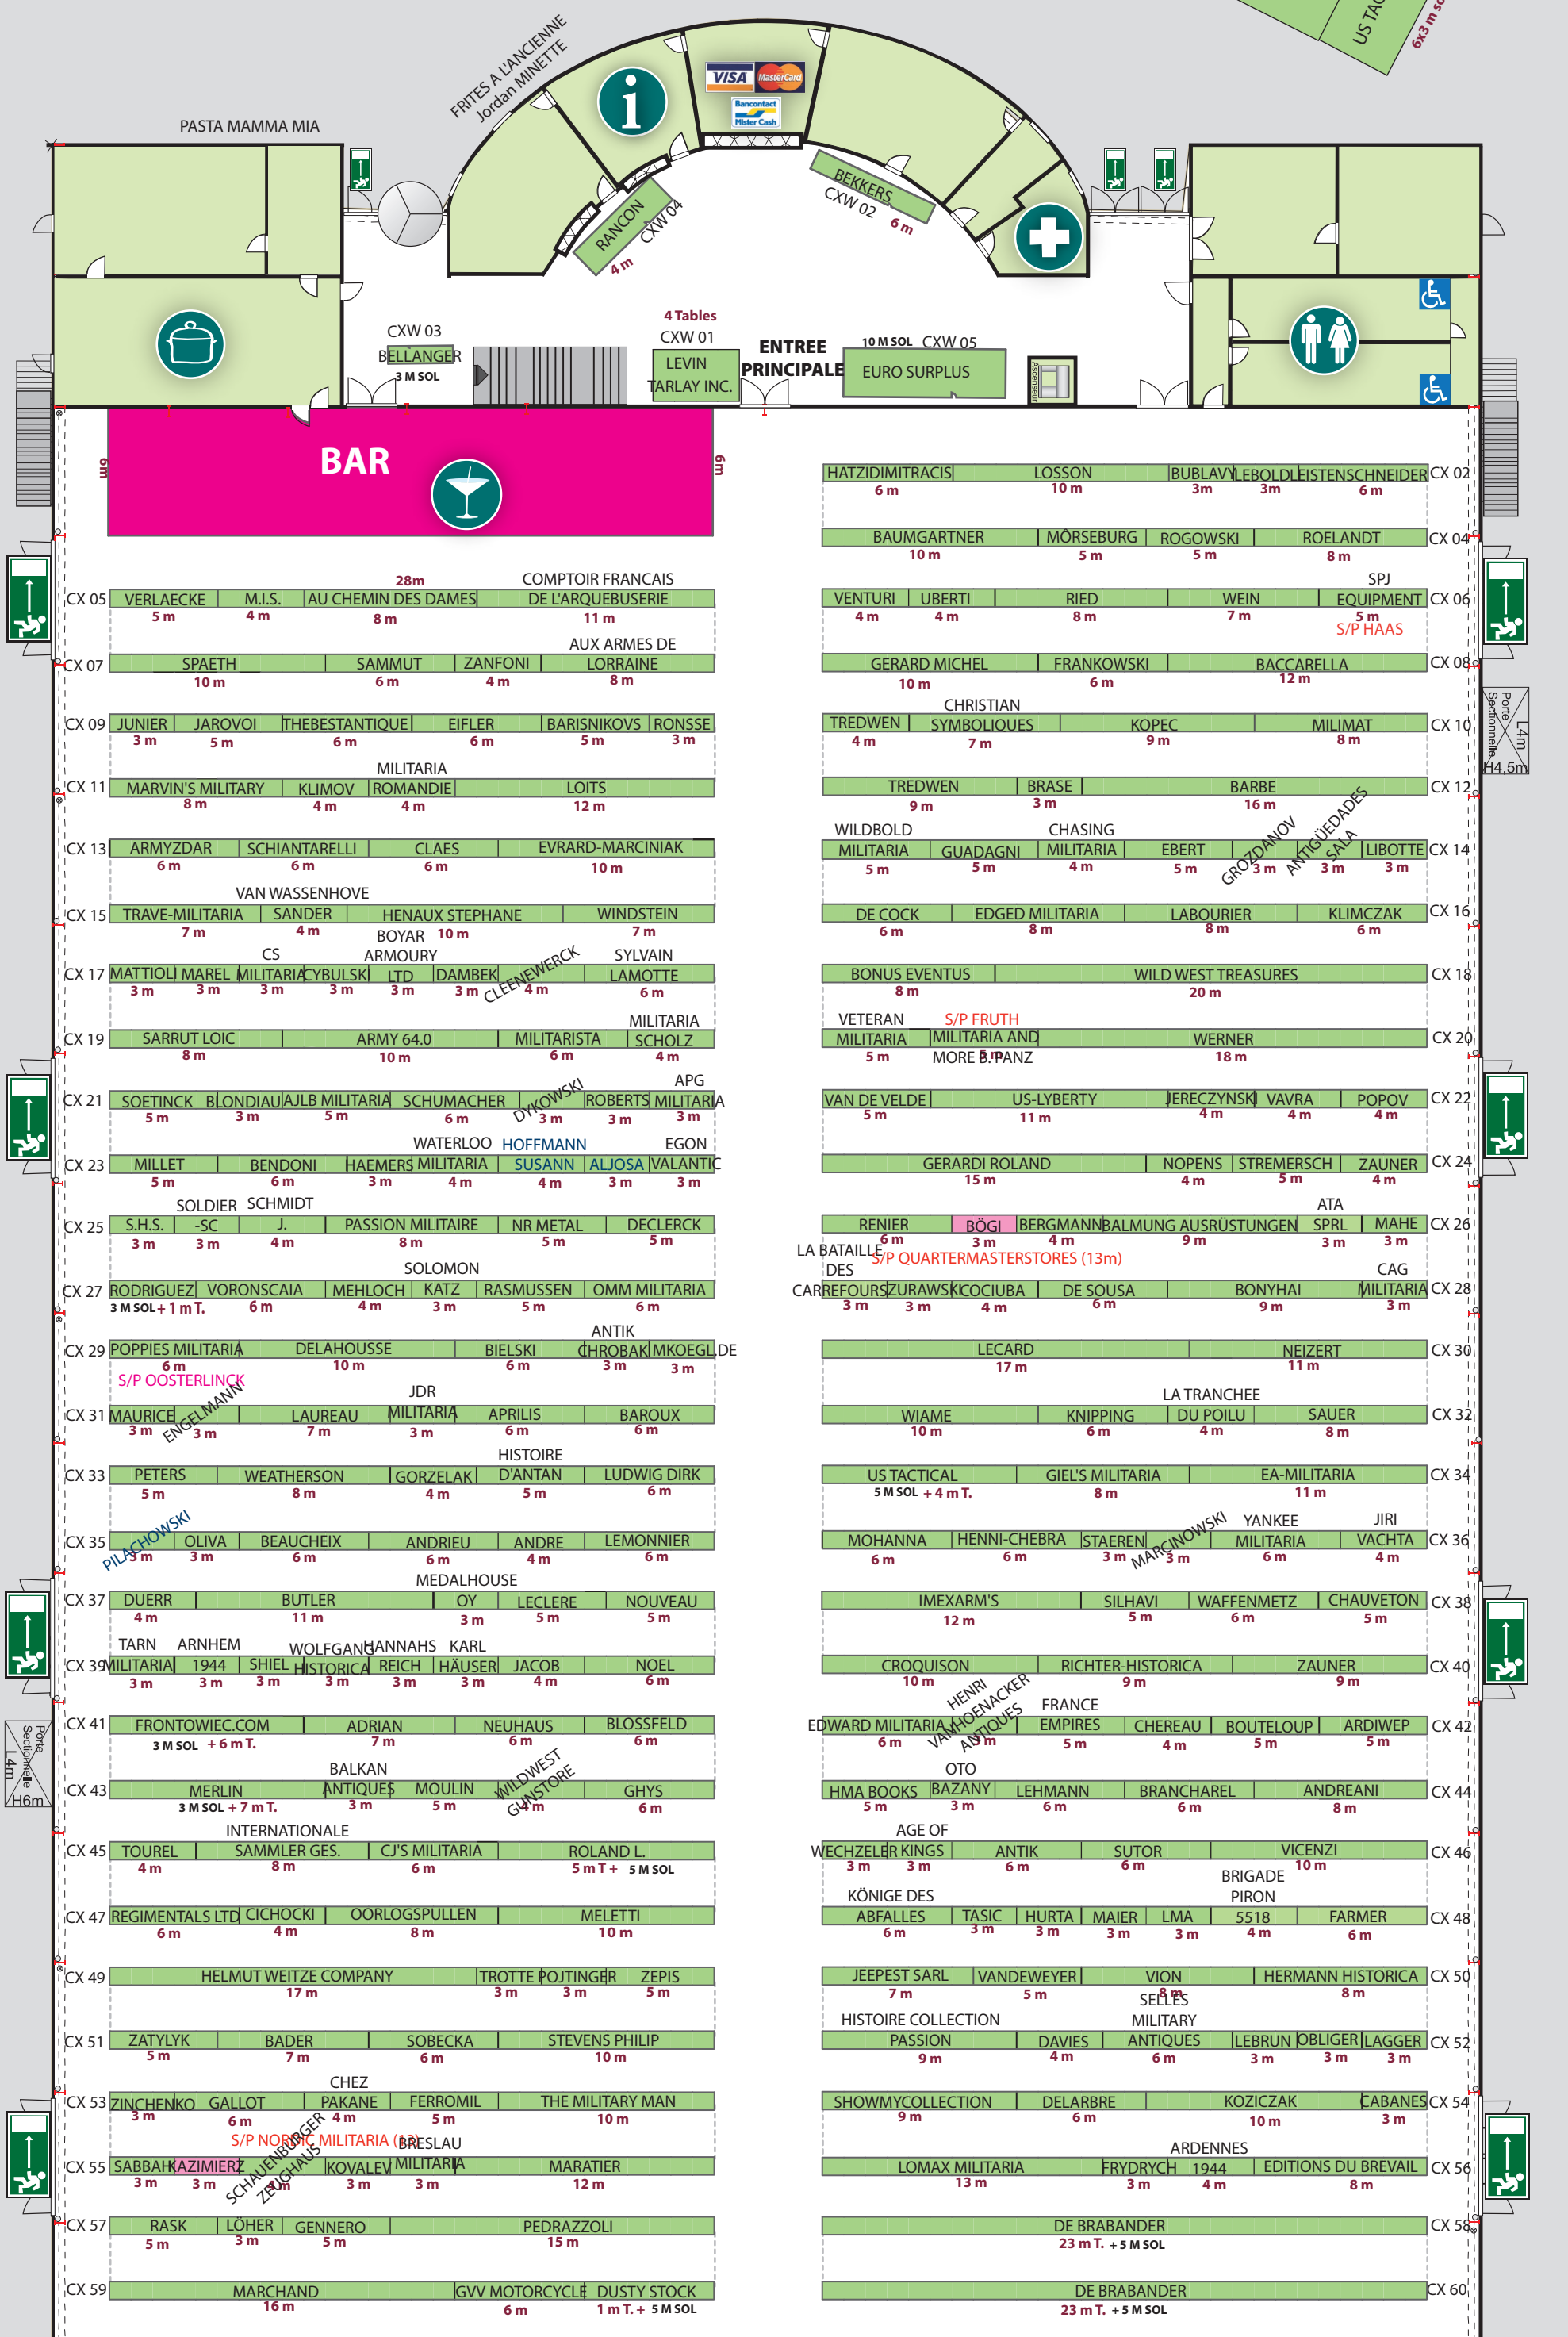 US TAC
6x3 m so
FRITES A L'ANCIENNE
Jordan MINETTE
PASTA MAMMA MIA
i
VISA MasterCard
Bancontact
Mister Cash
RANCON
CXW 04
4 m
BEKKERS
CXW 02
6 m
CXW 03
BELLANGER
3 M SOL
4 Tables
CXW 01
LEVIN
TARLAY INC.
ENTREE
PRINCIPALE
10 M SOL CXW 05
EURO SURPLUS
Ascenseur
BAR
6m
6m
HATZIDIMITRACIS LOSSON BUBLAVY LEBOLD LEISTENSCHNEIDER CX 02
6 m 10 m 3m 3m 6 m
BAUMGARTNER MÖRSEBURG ROGOWSKI ROELANDT CX 04
10 m 5 m 5 m 8 m
28m COMPTOIR FRANCAIS
CX 05 VERLAECKE M.I.S. AU CHEMIN DES DAMES DE L'ARQUEBUSERIE
5 m 4 m 8 m 11 m
SPJ
VENTURI UBERTI RIED WEIN EQUIPMENT CX 06
4 m 4 m 8 m 7 m 5 m
S/P HAAS
AUX ARMES DE
CX 07 SPAETH SAMMUT ZANFONI LORRAINE
10 m 6 m 4 m 8 m
GERARD MICHEL FRANKOWSKI BACCARELLA CX 08
10 m 6 m 12 m
CX 09 JUNIER JAROVOI THEBESTANTIQUE EIFLER BARISNIKOVS RONSSE
3 m 5 m 6 m 6 m 5 m 3 m
CHRISTIAN
TREDWEN SYMBOLIQUES KOPEC MILIMAT CX 10
4 m 7 m 9 m 8 m
Porte
Sectionnelle
L4m
H4,5m
MILITARIA
CX 11 MARVIN'S MILITARY KLIMOV ROMANDIE LOITS
8 m 4 m 4 m 12 m
TREDWEN BRASE BARBE CX 12
9 m 3 m 16 m
CX 13 ARMYZDAR SCHIANTARELLI CLAES EVRARD-MARCINIAK
6 m 6 m 6 m 10 m
WILDBOLD CHASING
MILITARIA GUADAGNI MILITARIA EBERT GROZDANOV ANTIGÜEDADES SALA LIBOTTE CX 14
5 m 5 m 4 m 5 m 3 m 3 m 3 m
VAN WASSENHOVE
CX 15 TRAVE-MILITARIA SANDER HENAUX STEPHANE WINDSTEIN
7 m 4 m 10 m 7 m
DE COCK EDGED MILITARIA LABOURIER KLIMCZAK CX 16
6 m 8 m 8 m 6 m
BOYAR
CS ARMOURY SYLVAIN
CX 17 MATTIOLI MAREL MILITARIA CYBULSKI LTD DAMBEK CLEENEWERCK LAMOTTE
3 m 3 m 3 m 3 m 3 m 3 m 4 m 6 m
BONUS EVENTUS WILD WEST TREASURES CX 18
8 m 20 m
MILITARIA
CX 19 SARRUT LOIC ARMY 64.0 MILITARISTA SCHOLZ
8 m 10 m 6 m 4 m
VETERAN S/P FRUTH
MILITARIA MILITARIA AND WERNER CX 20
5 m MORE B. PANZ 5 m 18 m
APG
CX 21 SOETINCK BLONDIAU AJLB MILITARIA SCHUMACHER DYKOWSKI ROBERTS MILITARIA
5 m 3 m 5 m 6 m 3 m 3 m 3 m
VAN DE VELDE US-LYBERTY JERECZYNSKI VAVRA POPOV CX 22
5 m 11 m 4 m 4 m 4 m
WATERLOO HOFFMANN EGON
CX 23 MILLET BENDONI HAEMERS MILITARIA SUSANN ALJOSA VALANTIC
5 m 6 m 3 m 4 m 4 m 3 m 3 m
GERARDI ROLAND NOPENS STREMERSCH ZAUNER CX 24
15 m 4 m 5 m 4 m
SOLDIER SCHMIDT
CX 25 S.H.S. -SC J. PASSION MILITAIRE NR METAL DECLERCK
3 m 3 m 4 m 8 m 5 m 5 m
ATA
RENIER BÖGI BERGMANN BALMUNG AUSRÜSTUNGEN SPRL MAHE CX 26
6 m 3 m 4 m 9 m 3 m 3 m
S/P QUARTERMASTERSTORES (13m)
SOLOMON
CX 27 RODRIGUEZ VORONSCAIA MEHLOCH KATZ RASMUSSEN OMM MILITARIA
3 M SOL + 1 m T. 6 m 4 m 3 m 5 m 6 m
LA BATAILLE
DES CAG
CARREFOURS ZURAWSKI COCIUBA DE SOUSA BONYHAI MILITARIA CX 28
3 m 3 m 4 m 6 m 9 m 3 m
ANTIK
CX 29 POPPIES MILITARIA DELAHOUSSE BIELSKI CHROBAK MKOEGL.DE
6 m 10 m 6 m 3 m 3 m
S/P OOSTERLINCK
LECARD NEIZERT CX 30
17 m 11 m
JDR
CX 31 MAURICE ENGELMANN LAUREAU MILITARIA APRILIS BAROUX
3 m 3 m 7 m 3 m 6 m 6 m
LA TRANCHEE
WIAME KNIPPING DU POILU SAUER CX 32
10 m 6 m 4 m 8 m
HISTOIRE
CX 33 PETERS WEATHERSON GORZELAK D'ANTAN LUDWIG DIRK
5 m 8 m 4 m 5 m 6 m
US TACTICAL GIEL'S MILITARIA EA-MILITARIA CX 34
5 M SOL + 4 m T. 8 m 11 m
CX 35 PILACHOWSKI OLIVA BEAUCHEIX ANDRIEU ANDRE LEMONNIER
3 m 3 m 6 m 6 m 4 m 6 m
YANKEE JIRI
MOHANNA HENNI-CHEBRA STAEREN MARCINOWSKI MILITARIA VACHTA CX 36
6 m 6 m 3 m 3 m 6 m 4 m
MEDALHOUSE
CX 37 DUERR BUTLER OY LECLERE NOUVEAU
4 m 11 m 3 m 5 m 5 m
IMEXARM'S SILHAVI WAFFENMETZ CHAUVETON CX 38
12 m 5 m 6 m 5 m
TARN ARNHEM WOLFGANG HANNAHS KARL
CX 39 MILITARIA 1944 SHIEL HISTORICA REICH HÄUSER JACOB NOEL
3 m 3 m 3 m 3 m 3 m 3 m 4 m 6 m
CROQUISON RICHTER-HISTORICA ZAUNER CX 40
10 m 9 m 9 m
CX 41 FRONTOWIEC.COM ADRIAN NEUHAUS BLOSSFELD
3 M SOL + 6 m T. 7 m 6 m 6 m
HENRI VANHOENACKER ANTIQUES FRANCE
EDWARD MILITARIA EMPIRES CHEREAU BOUTELOUP ARDIWEP CX 42
6 m 3 m 5 m 4 m 5 m 5 m
Porte
Sectionnelle
L4m
H6m
BALKAN
CX 43 MERLIN ANTIQUES MOULIN WILDWEST GUNSTORE GHYS
3 M SOL + 7 m T. 3 m 5 m 4 m 6 m
OTO
HMA BOOKS BAZANY LEHMANN BRANCHAREL ANDREANI CX 44
5 m 3 m 6 m 6 m 8 m
INTERNATIONALE
CX 45 TOUREL SAMMLER GES. CJ'S MILITARIA ROLAND L.
4 m 8 m 6 m 5 m T + 5 M SOL
AGE OF
WECHZELER KINGS ANTIK SUTOR VICENZI CX 46
3 m 3 m 6 m 6 m 10 m
CX 47 REGIMENTALS LTD CICHOCKI OORLOGSPULLEN MELETTI
6 m 4 m 8 m 10 m
BRIGADE
KÖNIGE DES PIRON
ABFALLES TASIC HURTA MAIER LMA 5518 FARMER CX 48
6 m 3 m 3 m 3 m 3 m 4 m 6 m
CX 49 HELMUT WEITZE COMPANY TROTTE POJTINGER ZEPIS
17 m 3 m 3 m 5 m
JEEPEST SARL VANDEWEYER VION HERMANN HISTORICA CX 50
7 m 5 m 8 m 8 m
CX 51 ZATYLYK BADER SOBECKA STEVENS PHILIP
5 m 7 m 6 m 10 m
SELLES
HISTOIRE COLLECTION MILITARY
PASSION DAVIES ANTIQUES LEBRUN OBLIGER LAGGER CX 52
9 m 4 m 6 m 3 m 3 m 3 m
CHEZ
CX 53 ZINCHENKO GALLOT PAKANE FERROMIL THE MILITARY MAN
3 m 6 m 4 m 5 m 10 m
S/P NORDIC MILITARIA (13)
SHOWMYCOLLECTION DELARBRE KOZICZAK CABANES CX 54
9 m 6 m 10 m 3 m
BRESLAU
CX 55 SABBAH KAZIMIERZ SCHAUENBURGER ZEUGHAUS KOVALEV MILITARIA MARATIER
3 m 3 m 4 m 3 m 3 m 12 m
ARDENNES
LOMAX MILITARIA FRYDRYCH 1944 EDITIONS DU BREVAIL CX 56
13 m 3 m 4 m 8 m
CX 57 RASK LÖHER GENNERO PEDRAZZOLI
5 m 3 m 5 m 15 m
DE BRABANDER CX 58
23 m T. + 5 M SOL
CX 59 MARCHAND GVV MOTORCYCLE DUSTY STOCK
16 m 6 m 1 m T. + 5 M SOL
DE BRABANDER CX 60
23 m T. + 5 M SOL